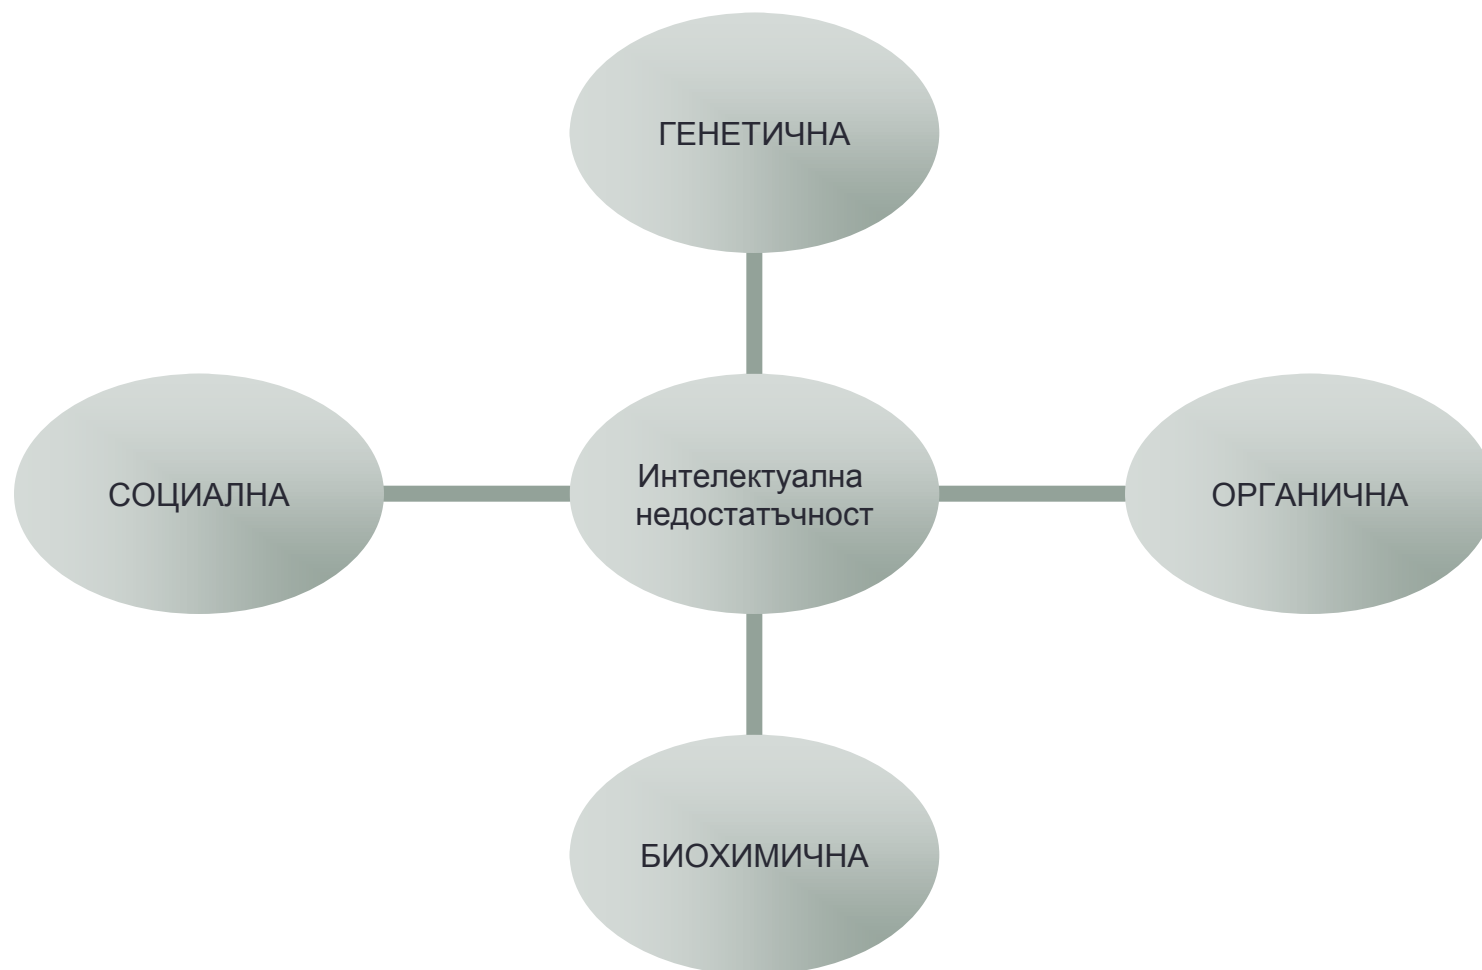 ГЕНЕТИЧНА
СОЦИАЛНА
Интелектуална
недостатъчност
ОРГАНИЧНА
БИОХИМИЧНА